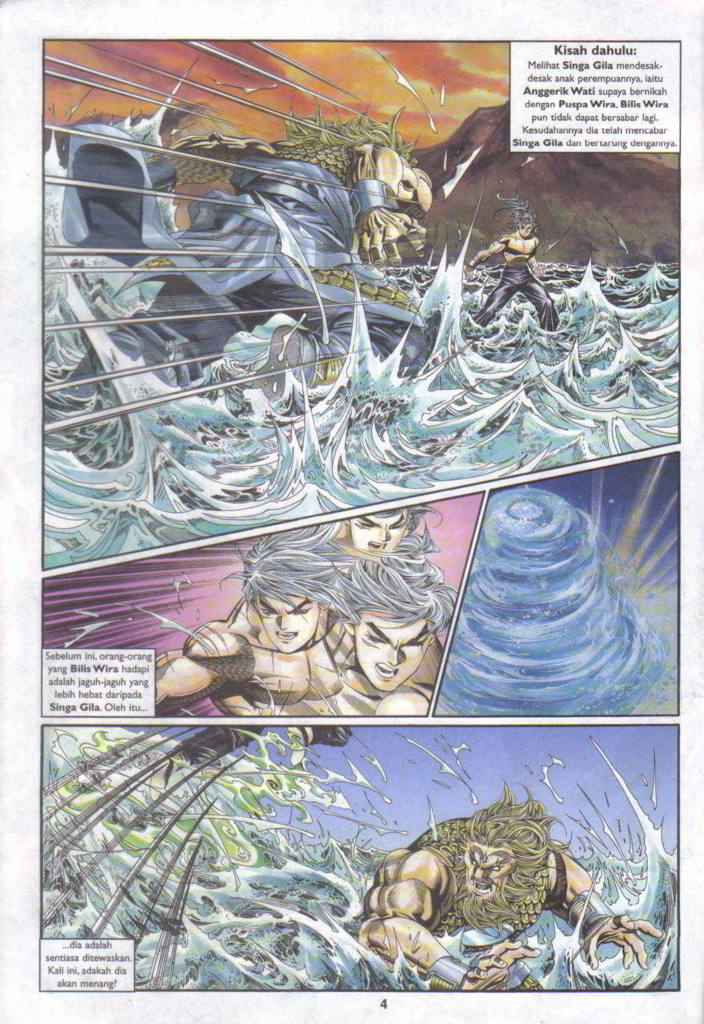 Kisah dahulu:
Melihat Singa Gila mendesak-
desak anak perempuannya, iaitu
Anggerik Wati supaya bernikah
dengan Puspa Wira, Bilis Wira
pun tidak dapat bersabar lagi.
Kesudahannya dia telah mencabar
Singa Gila dan bertarung dengannya.
Sebelum ini, orang-orang
yang Bilis Wira hadapi
adalah jaguh-jaguh yang
lebih hebat daripada
Singa Gila. Oleh itu...
...dia adalah
sentiasa ditewaskan.
Kali ini, adakah dia
akan menang?
4